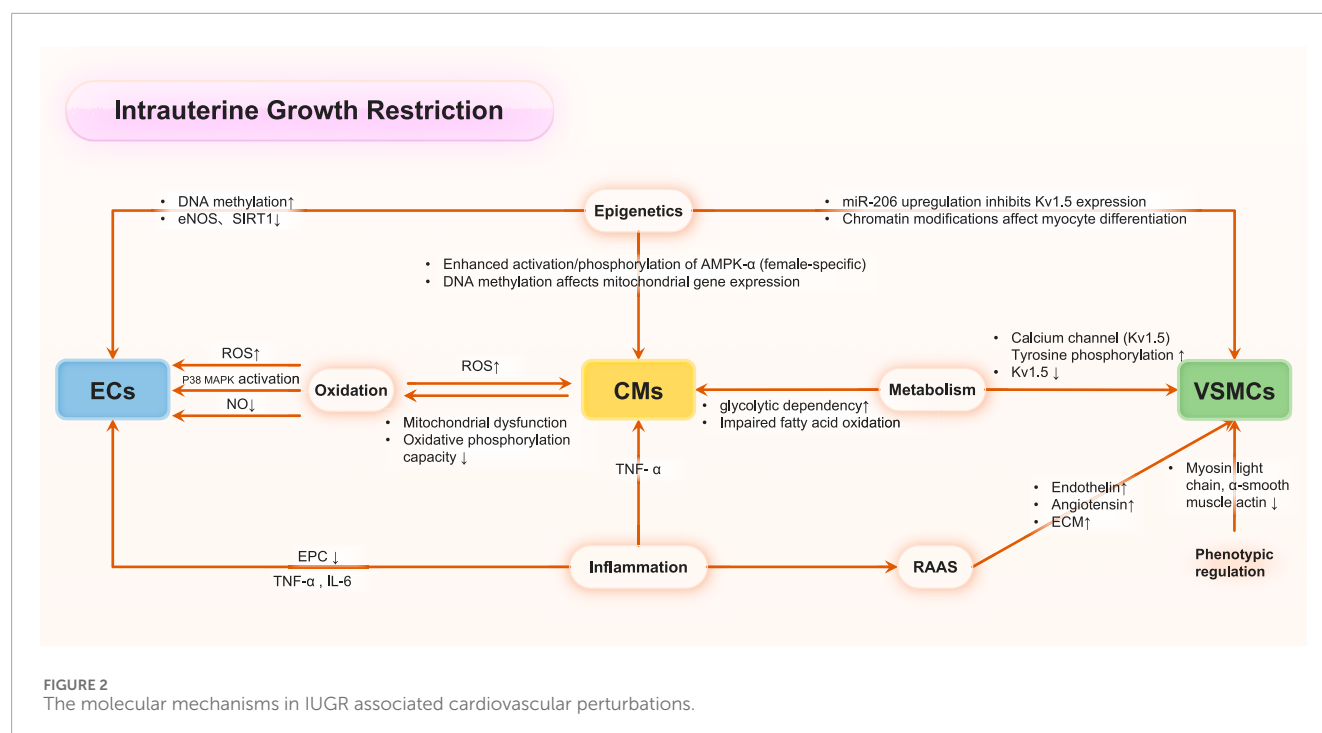 Intrauterine Growth Restriction
• DNA methylation↑
• eNOS、SIRT1↓
Epigenetics
• miR-206 upregulation inhibits Kv1.5 expression
• Chromatin modifications affect myocyte differentiation
• Enhanced activation/phosphorylation of AMPK-α (female-specific)
• DNA methylation affects mitochondrial gene expression
ECs
ROS↑
P38 MAPK activation
NO↓
Oxidation
ROS↑
• Mitochondrial dysfunction
• Oxidative phosphorylation
capacity ↓
CMs
• glycolytic dependency↑
• Impaired fatty acid oxidation
Metabolism
• Calcium channel (Kv1.5)
Tyrosine phosphorylation ↑
• Kv1.5 ↓
VSMCs
TNF- α
• Endothelin↑
• Angiotensin↑
• ECM↑
• Myosin light
chain, α-smooth
muscle actin ↓
EPC ↓
TNF-α , IL-6
Inflammation
RAAS
Phenotypic
regulation
FIGURE 2
The molecular mechanisms in IUGR associated cardiovascular perturbations.